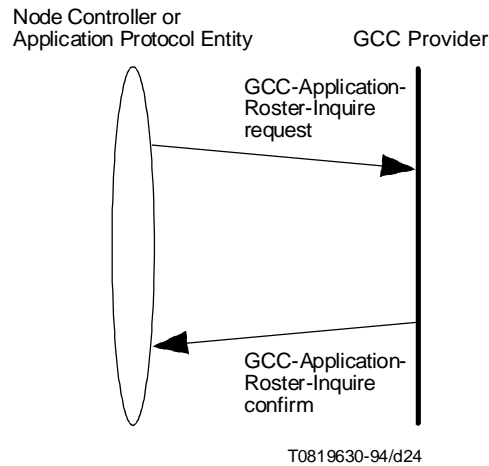 Node Controller or
Application Protocol Entity
GCC Provider
GCC-Application-
Roster-Inquire
request
GCC-Application-
Roster-Inquire
confirm
T0819630-94/d24